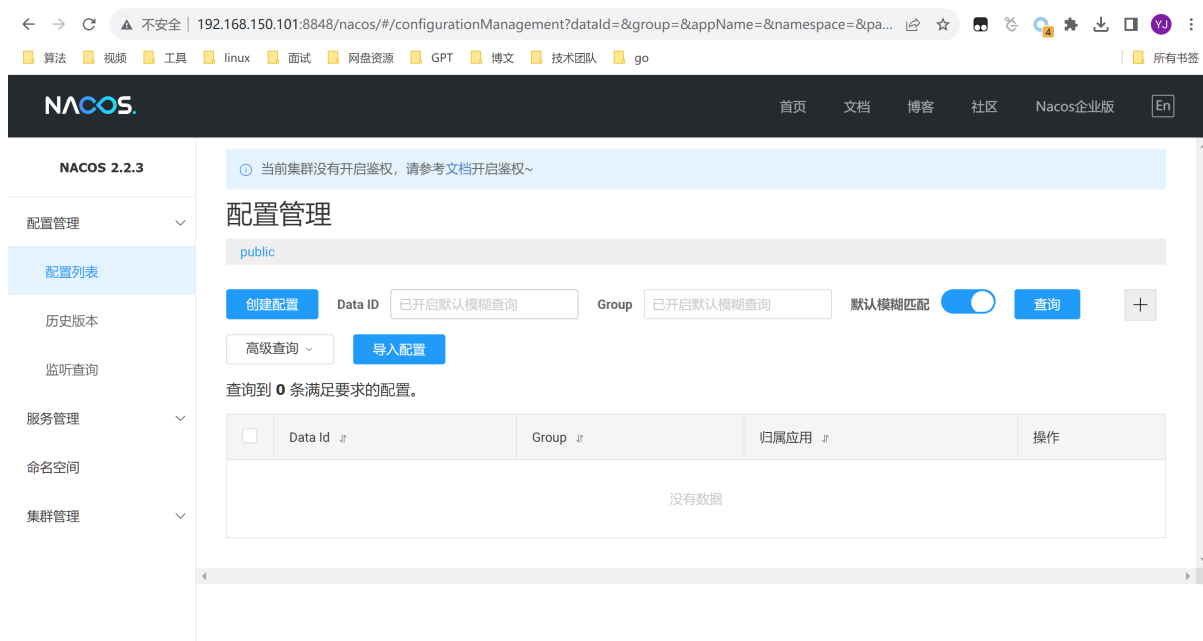 不安全 192.168.150.101:8848/nacos/#/configurationManagement?dataId=&group=&appName=&namespace=&pa... 4 YJ
算法 视频 工具 linux 面试 网盘资源 GPT 博文 技术团队 go 所有书签
NACOS. 首页 文档 博客 社区 Nacos企业版 En
NACOS 2.2.3
配置管理
配置列表
历史版本
监听查询
服务管理
命名空间
集群管理
当前集群没有开启鉴权，请参考文档开启鉴权~
配置管理
public
创建配置 Data ID 已开启默认模糊查询 Group 已开启默认模糊查询 默认模糊匹配 查询
高级查询 导入配置
查询到 0 条满足要求的配置。
Data Id Group 归属应用 操作
没有数据